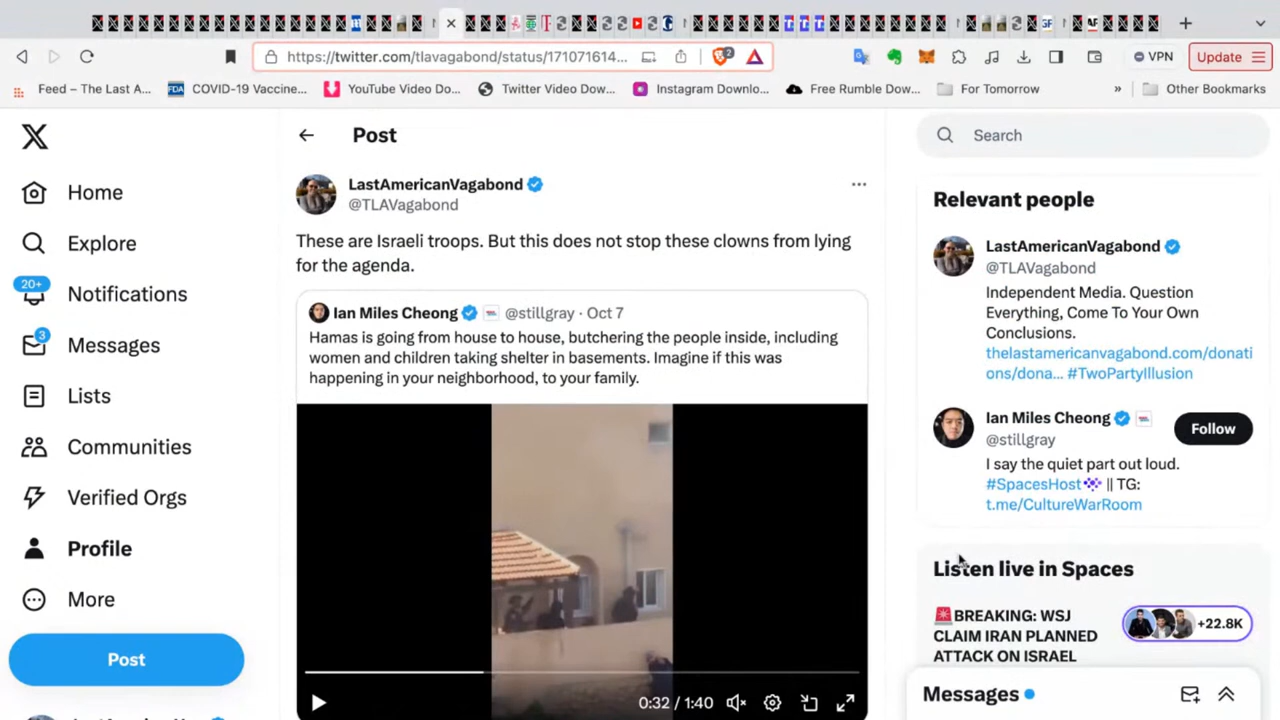 https://twitter.com/tlavagabond/status/171071614...
2
VPN
Update
Feed – The Last A...
COVID-19 Vaccine...
YouTube Video Do...
Twitter Video Dow...
Instagram Downlo...
Free Rumble Dow...
For Tomorrow
»
Other Bookmarks
Home
Explore
20+
Notifications
3
Messages
Lists
Communities
Verified Orgs
Profile
More
Post
Post
LastAmericanVagabond
@TLAVagabond
These are Israeli troops. But this does not stop these clowns from lying
for the agenda.
Ian Miles Cheong @stillgray · Oct 7
Hamas is going from house to house, butchering the people inside, including
women and children taking shelter in basements. Imagine if this was
happening in your neighborhood, to your family.
0:32 / 1:40
Search
Relevant people
LastAmericanVagabond
@TLAVagabond
Independent Media. Question
Everything, Come To Your Own
Conclusions.
thelastamericanvagabond.com/donati
ons/dona... #TwoPartyIllusion
Ian Miles Cheong
@stillgray
Follow
I say the quiet part out loud.
#SpacesHost || TG:
t.me/CultureWarRoom
Listen live in Spaces
BREAKING: WSJ
CLAIM IRAN PLANNED
ATTACK ON ISRAEL
+22.8K
Messages